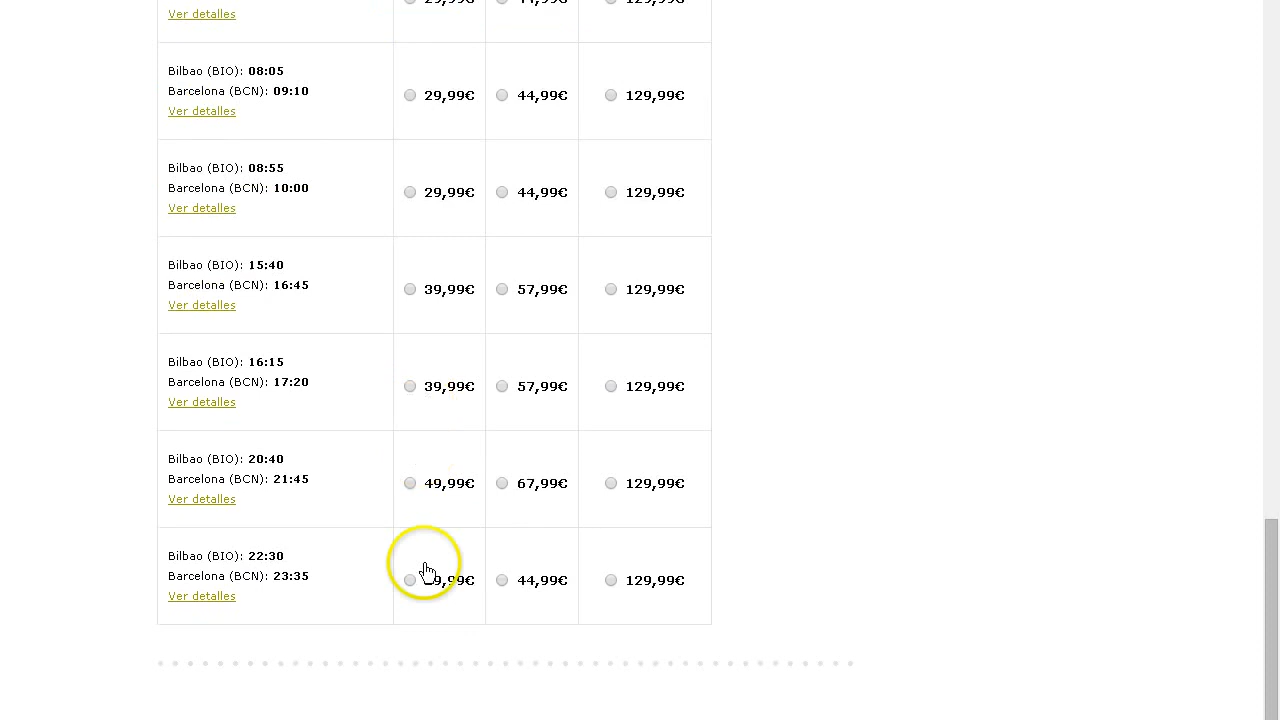 Ver detalles
Bilbao (BIO): 08:05
Barcelona (BCN): 09:10
Ver detalles
29,99€ 44,99€ 129,99€
Bilbao (BIO): 08:55
Barcelona (BCN): 10:00
Ver detalles
29,99€ 44,99€ 129,99€
Bilbao (BIO): 15:40
Barcelona (BCN): 16:45
Ver detalles
39,99€ 57,99€ 129,99€
Bilbao (BIO): 16:15
Barcelona (BCN): 17:20
Ver detalles
39,99€ 57,99€ 129,99€
Bilbao (BIO): 20:40
Barcelona (BCN): 21:45
Ver detalles
49,99€ 67,99€ 129,99€
Bilbao (BIO): 22:30
Barcelona (BCN): 23:35
Ver detalles
44,99€ 129,99€